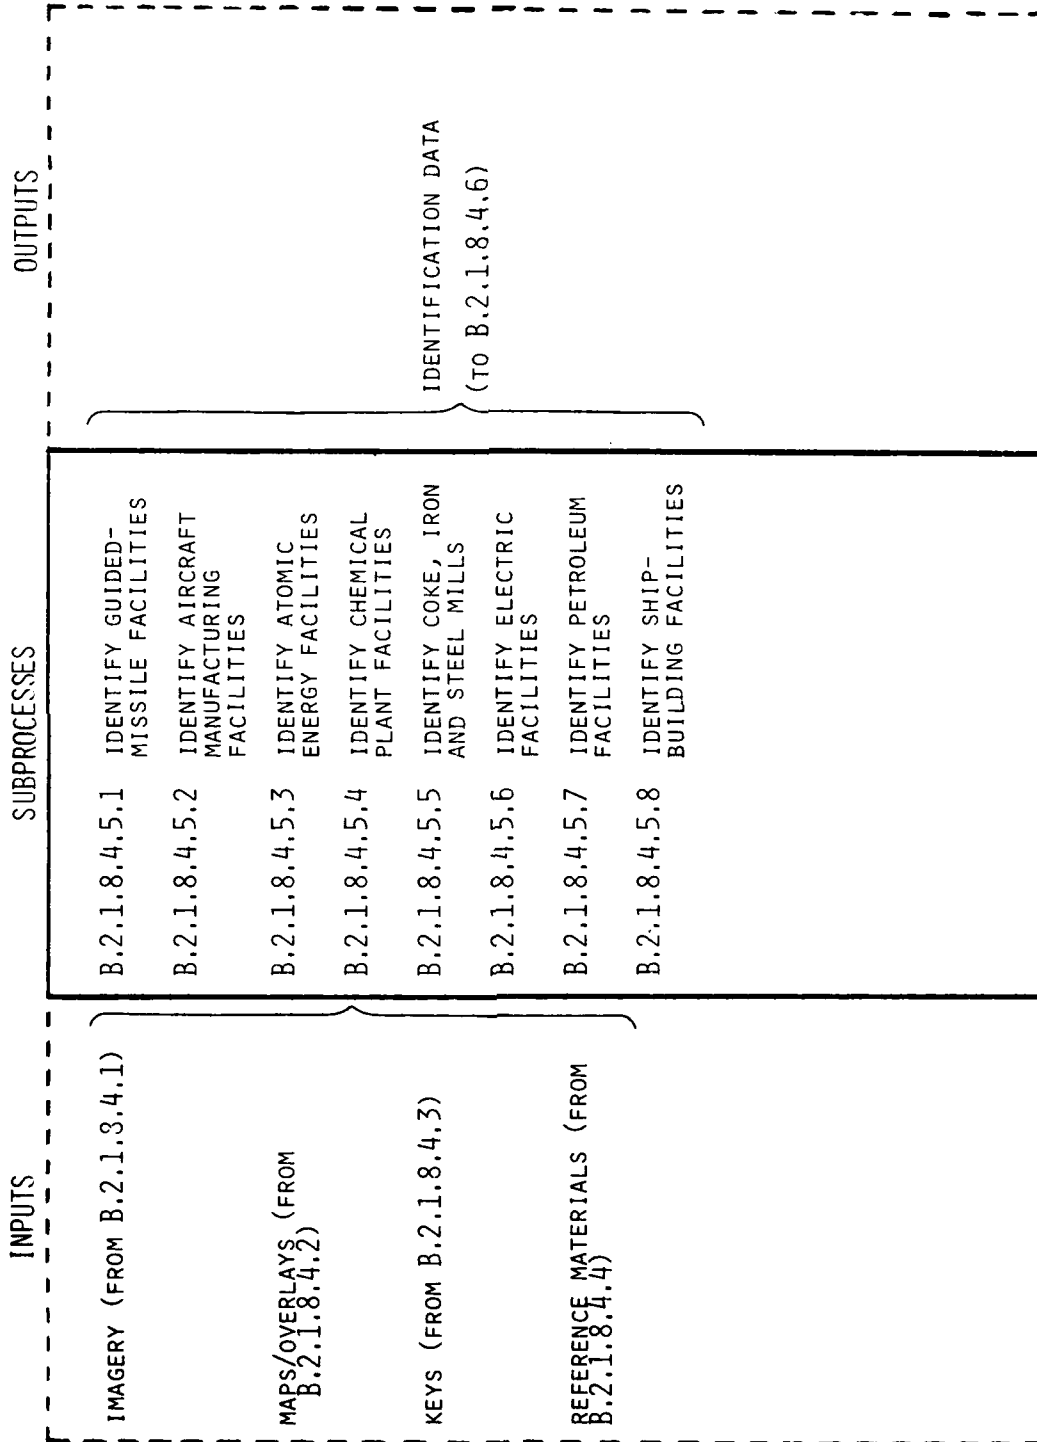 INPUTS
SUBPROCESSES
OUTPUTS
IMAGERY (FROM B.2.1.3.4.1)
MAPS/OVERLAYS (FROM
B.2.1.8.4.2)
KEYS (FROM B.2.1.8.4.3)
REFERENCE MATERIALS (FROM
B.2.1.8.4.4)
B.2.1.8.4.5.1 IDENTIFY GUIDED-
MISSILE FACILITIES
B.2.1.8.4.5.2 IDENTIFY AIRCRAFT
MANUFACTURING
FACILITIES
B.2.1.8.4.5.3 IDENTIFY ATOMIC
ENERGY FACILITIES
B.2.1.8.4.5.4 IDENTIFY CHEMICAL
PLANT FACILITIES
B.2.1.8.4.5.5 IDENTIFY COKE, IRON
AND STEEL MILLS
B.2.1.8.4.5.6 IDENTIFY ELECTRIC
FACILITIES
B.2.1.8.4.5.7 IDENTIFY PETROLEUM
FACILITIES
B.2.1.8.4.5.8 IDENTIFY SHIP-
BUILDING FACILITIES
IDENTIFICATION DATA
(TO B.2.1.8.4.6)